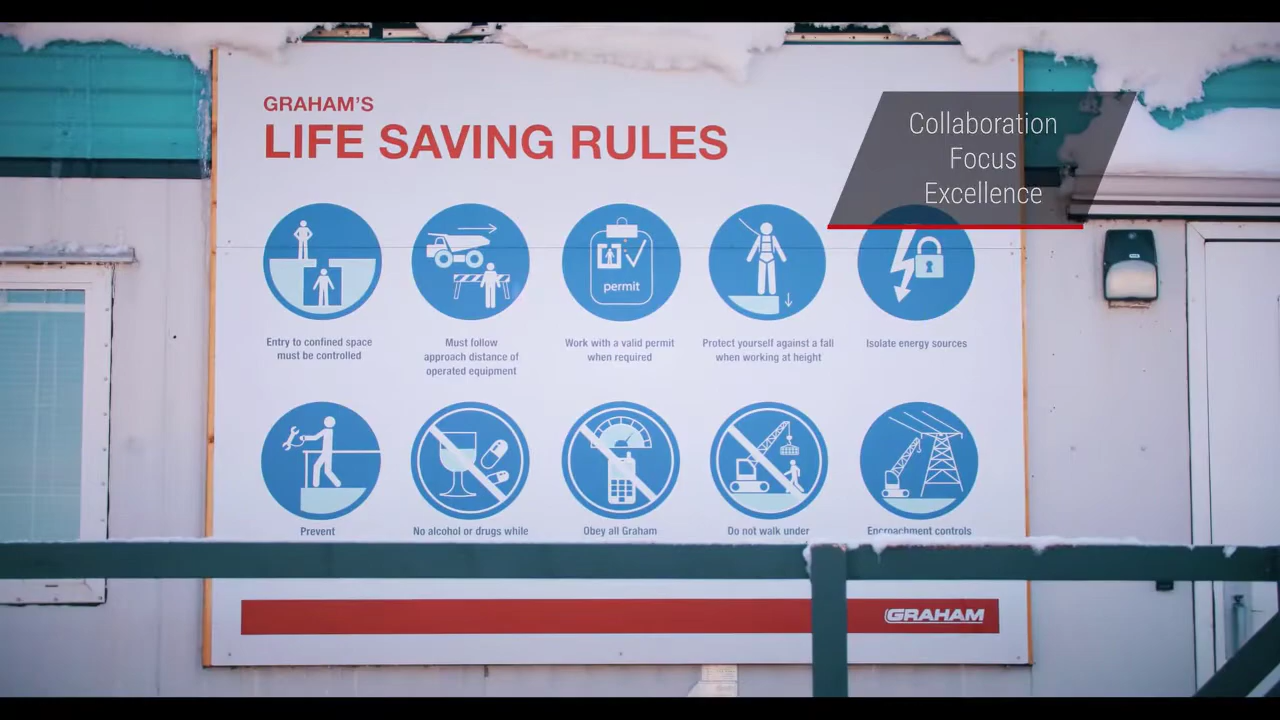 GRAHAM'S
LIFE SAVING RULES
Collaboration
Focus
Excellence
permit
Entry to confined space
must be controlled
Must follow
approach distance of
operated equipment
Work with a valid permit
when required
Protect yourself against a fall
when working at height
Isolate energy sources
Prevent
No alcohol or drugs while
Obey all Graham
Do not walk under
Encroachment controls
GRAHAM